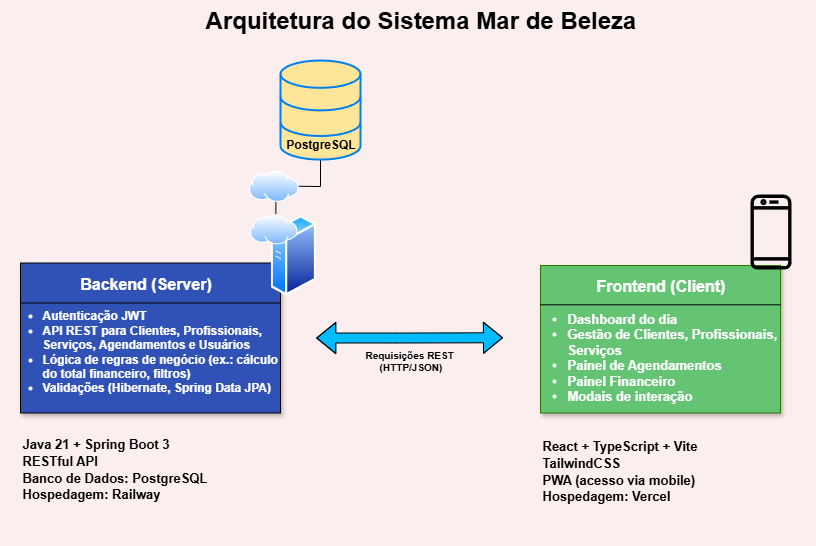 Arquitetura do Sistema Mar de Beleza
PostgreSQL
Backend (Server)
• Autenticação JWT
• API REST para Clientes, Profissionais,
Serviços, Agendamentos e Usuários
• Lógica de regras de negócio (ex.: cálculo
do total financeiro, filtros)
• Validações (Hibernate, Spring Data JPA)
Requisições REST
(HTTP/JSON)
Frontend (Client)
• Dashboard do dia
• Gestão de Clientes, Profissionais,
Serviços
• Painel de Agendamentos
• Painel Financeiro
• Modais de interação
Java 21 + Spring Boot 3
RESTful API
Banco de Dados: PostgreSQL
Hospedagem: Railway
React + TypeScript + Vite
TailwindCSS
PWA (acesso via mobile)
Hospedagem: Vercel